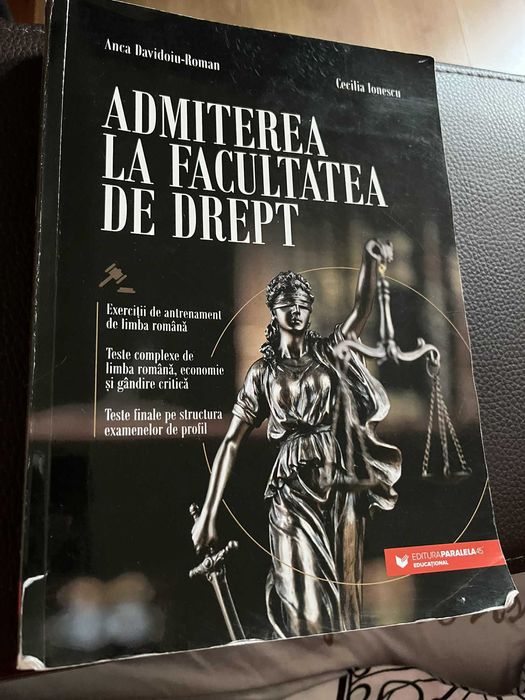 Anca Davidoiu-Roman
Cecilia Ionescu
ADMITEREA
LA FACULTATEA
DE DREPT
Exerciții de antrenament
de limba română
Teste complexe de
limba română, economie
și gândire critică
Teste finale pe structura
examenelor de profil
EDITURA PARALELA 45
EDUCAȚIONAL